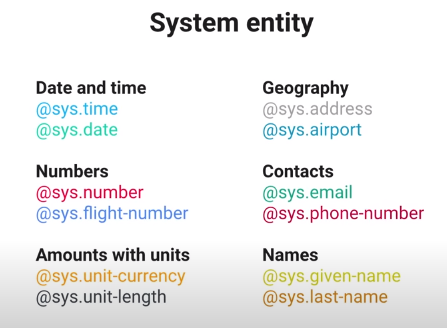 System entity
Date and time
@sys.time
@sys.date
Geography
@sys.address
@sys.airport
Numbers
@sys.number
@sys.flight-number
Contacts
@sys.email
@sys.phone-number
Amounts with units
@sys.unit-currency
@sys.unit-length
Names
@sys.given-name
@sys.last-name